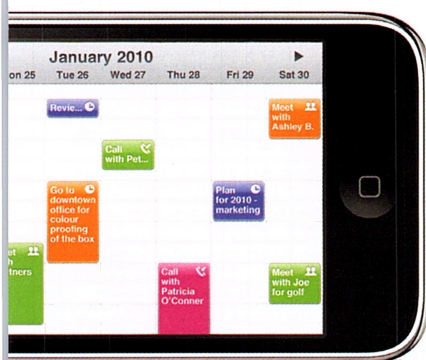 January 2010
on 25 Tue 26 Wed 27 Thu 28 Fri 29 Sat 30
Revie...
Meet
with
Ashley B.
Call
with Pet...
Go to
downtown
office for
colour
proofing
of the box
Plan
for 2010 -
marketing
et
h
tners
Call
with
Patricia
O'Conner
Meet
with Joe
for golf